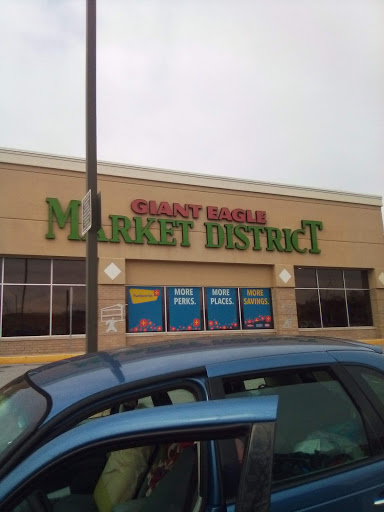 GIANT EAGLE
MARKET DISTRICT
MORE PERKS.
MORE PLACES.
MORE SAVINGS.